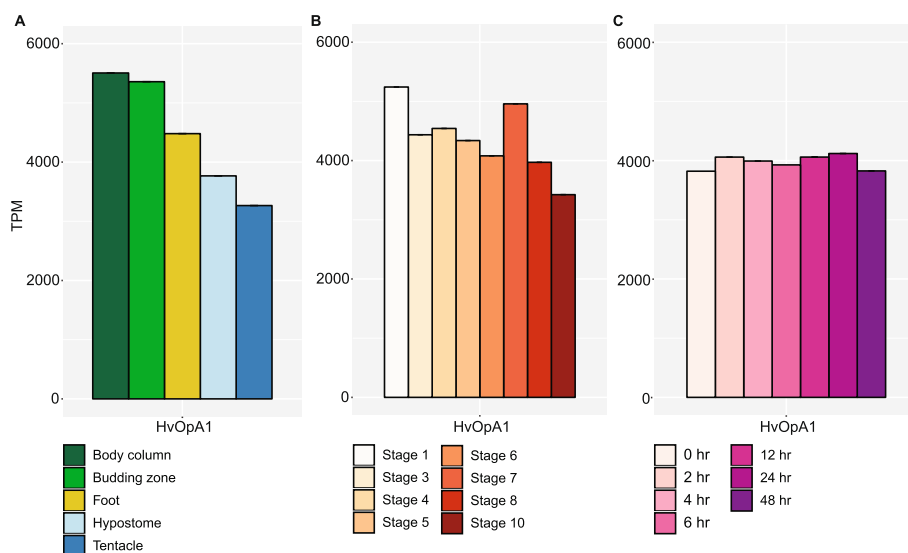 A
B
C
TPM
6000
4000
2000
0
HvOpA1
Body column
Budding zone
Foot
Hypostome
Tentacle
6000
4000
2000
0
HvOpA1
Stage 1
Stage 3
Stage 4
Stage 5
Stage 6
Stage 7
Stage 8
Stage 10
6000
4000
2000
0
HvOpA1
0 hr
2 hr
4 hr
6 hr
12 hr
24 hr
48 hr